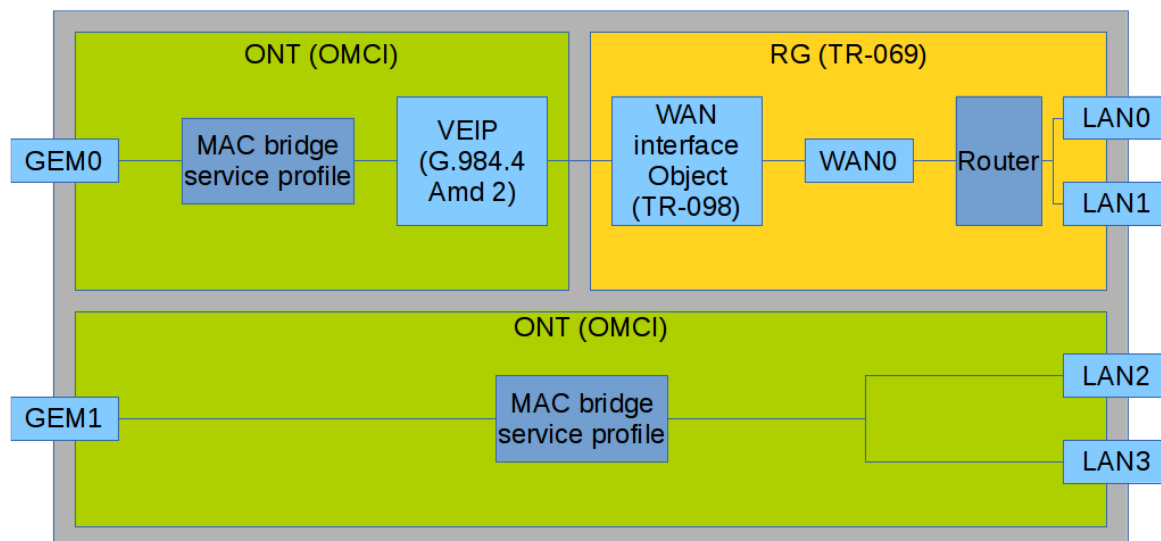 ONT (OMCI)
RG (TR-069)
GEM0
MAC bridge
service profile
VEIP
(G.984.4
Amd 2)
WAN
interface
Object
(TR-098)
WAN0
Router
LAN0
LAN1
ONT (OMCI)
GEM1
MAC bridge
service profile
LAN2
LAN3